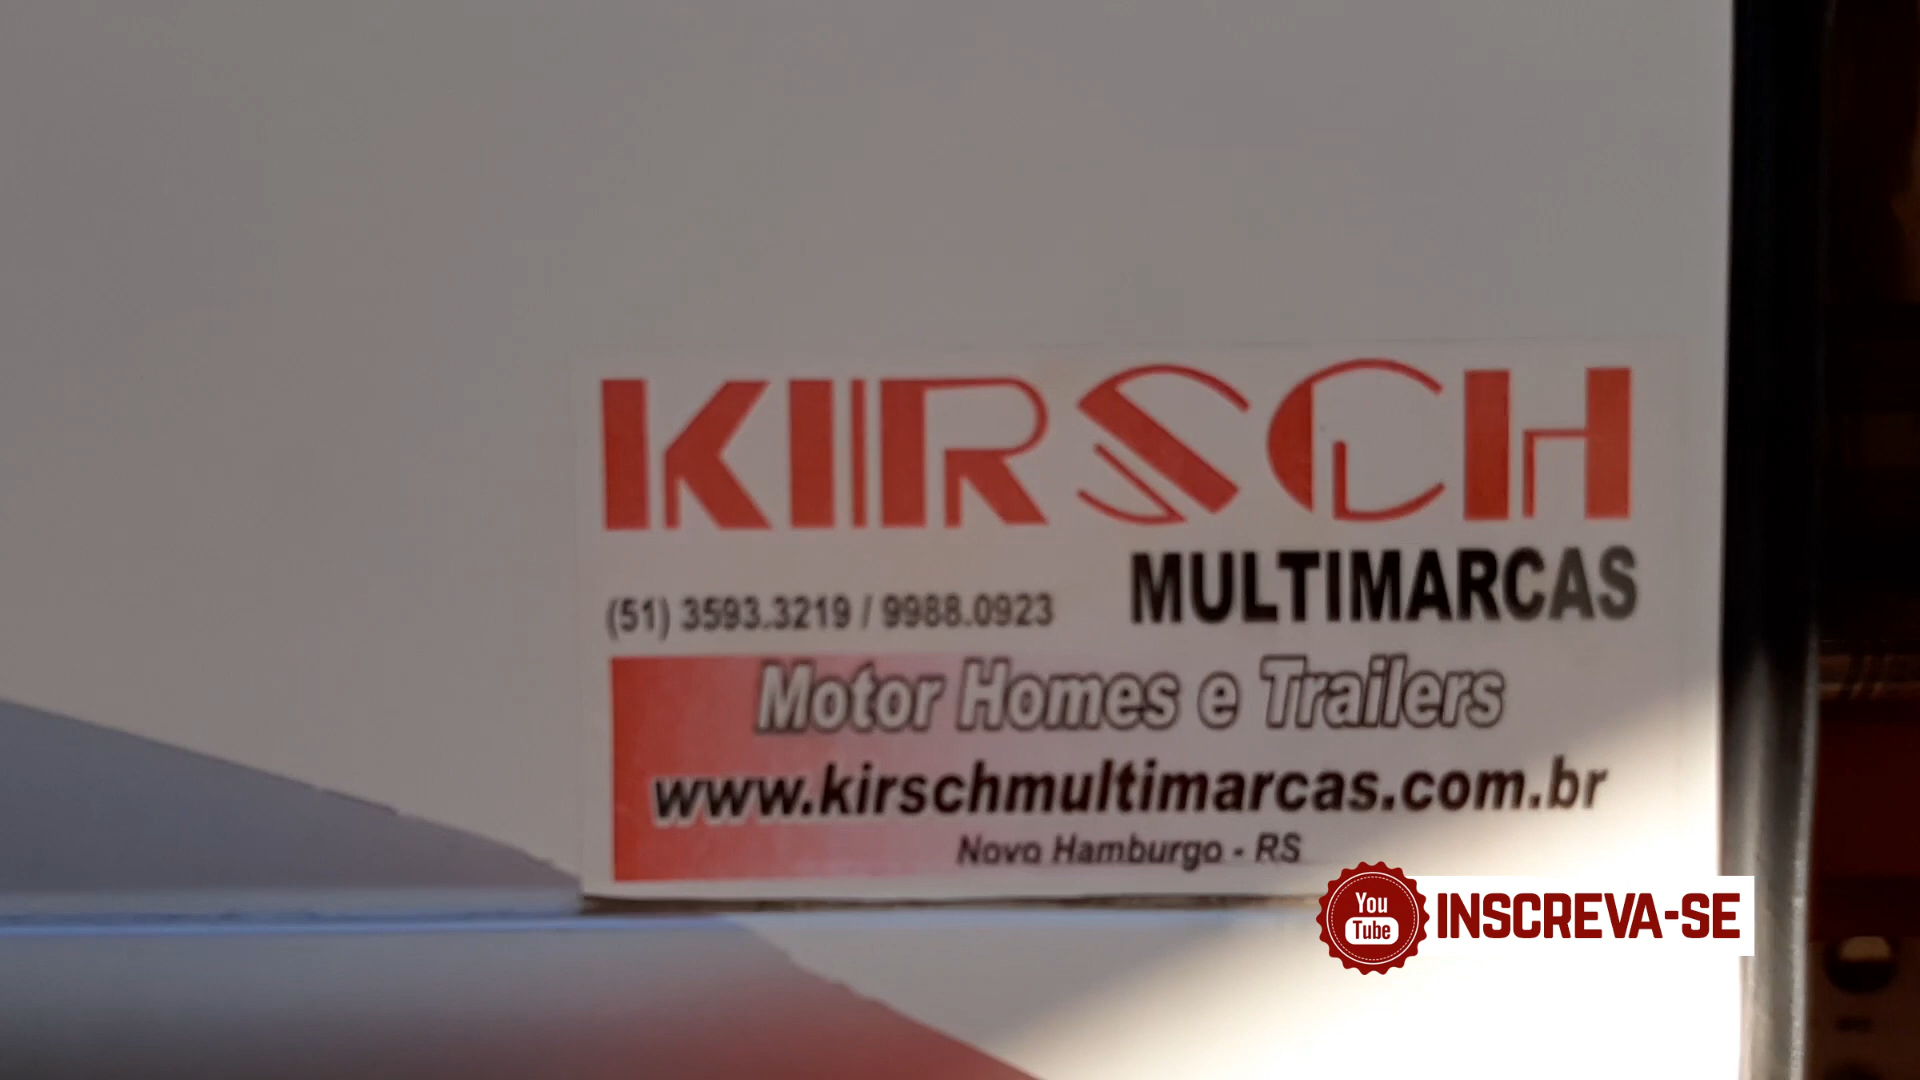 KIRSCH
MULTIMARCAS
(51) 3593.3219 / 9988.0923
Motor Homes e Trailers
www.kirschmultimarcas.com.br
Novo Hamburgo - RS
You
Tube
INSCREVA-SE